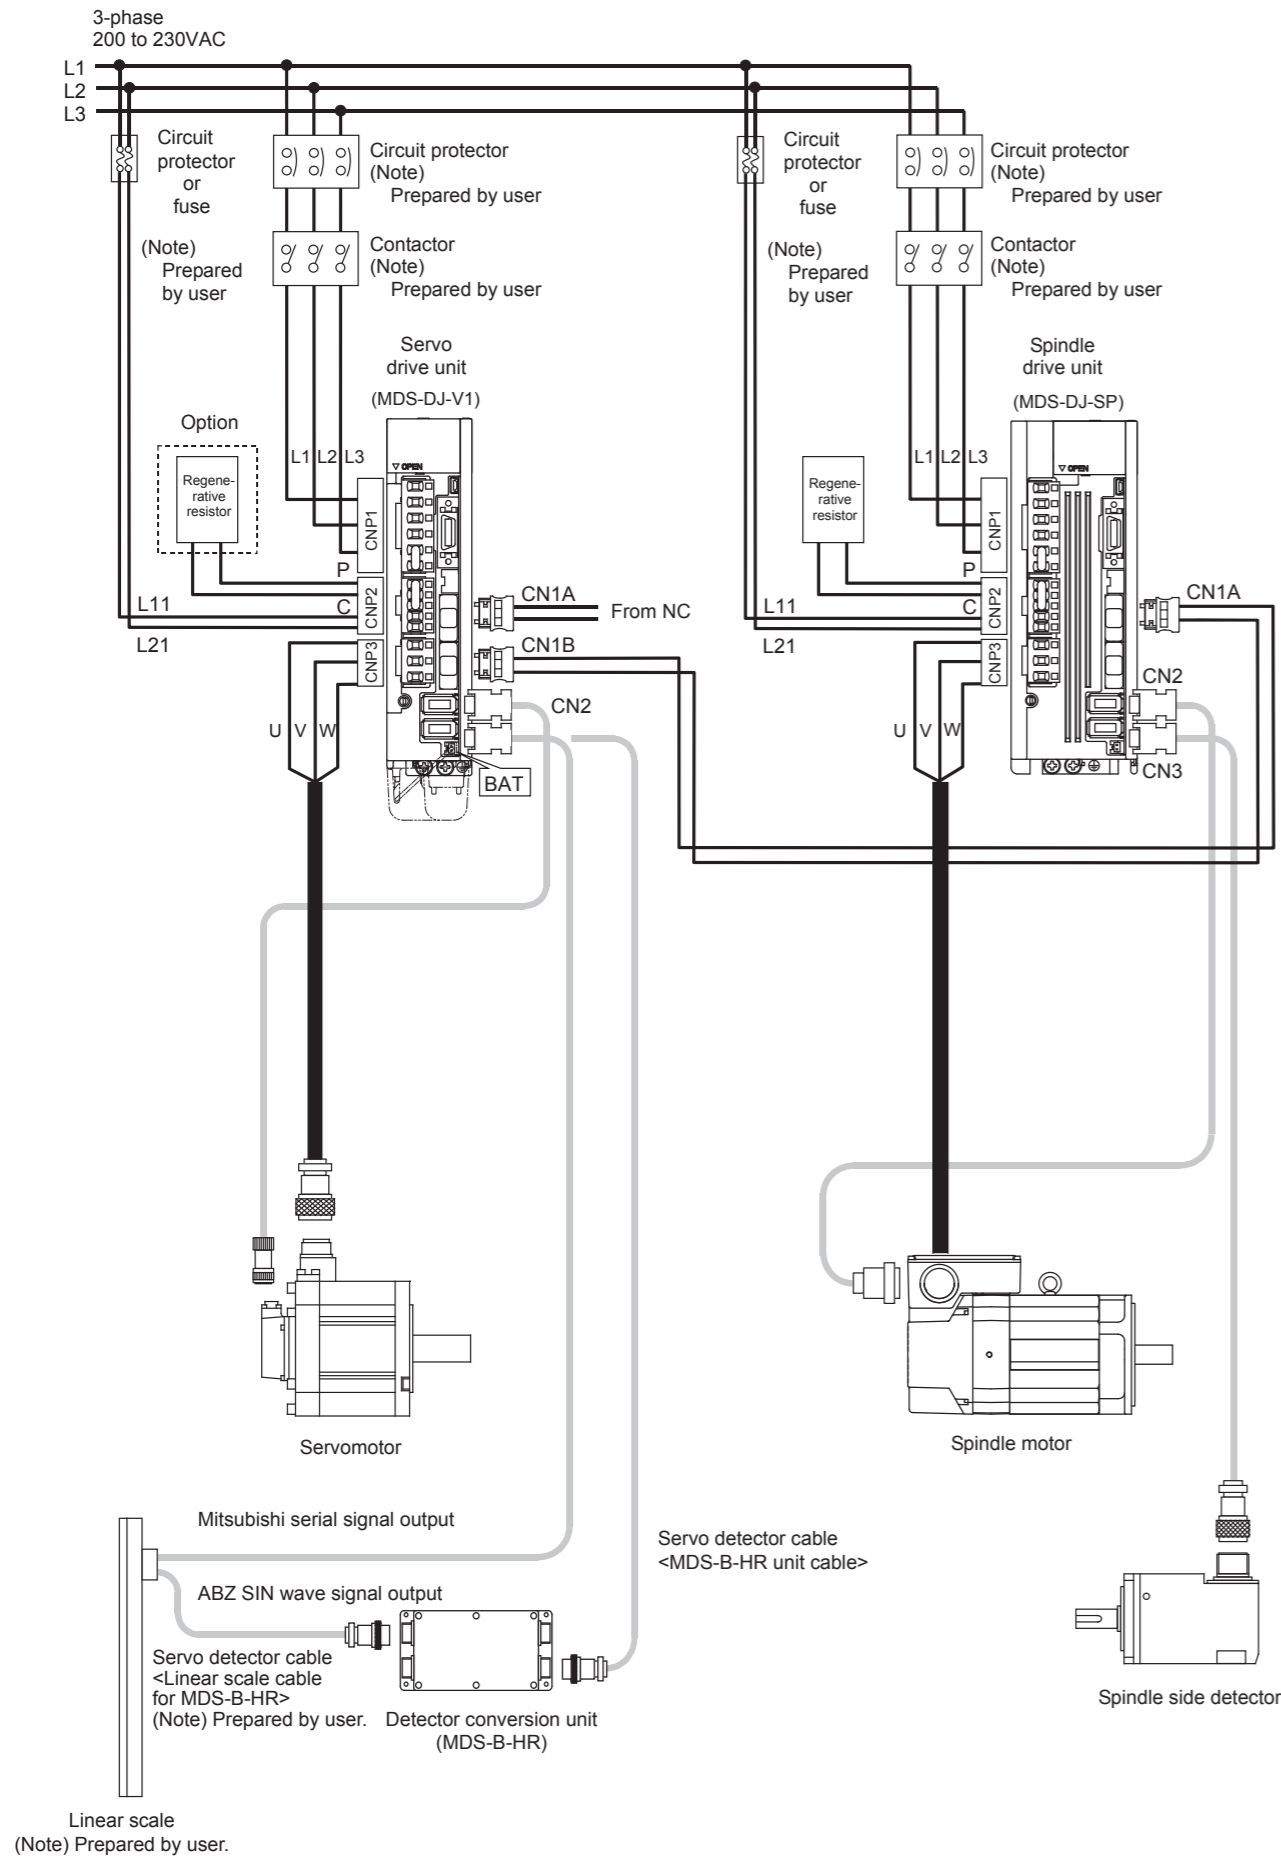 3-phase
200 to 230VAC
L1
L2
L3
Circuit
protector
or
fuse
(Note)
Prepared
by user
Circuit protector
(Note)
Prepared by user
Contactor
(Note)
Prepared by user
Circuit
protector
or
fuse
(Note)
Prepared
by user
Circuit protector
(Note)
Prepared by user
Contactor
(Note)
Prepared by user
Servo
drive unit
(MDS-DJ-V1)
Spindle
drive unit
(MDS-DJ-SP)
Option
Regene-
rative
resistor
L1 L2 L3
▽ OPEN
CNP1
P
CNP2
C
L11
L21
CNP3
U V W
CN1A
From NC
CN1B
CN2
BAT
Regene-
rative
resistor
L1 L2 L3
▽ OPEN
CNP1
P
CNP2
C
L11
L21
CNP3
U V W
CN1A
CN2
CN3
Servomotor
Spindle motor
Mitsubishi serial signal output
ABZ SIN wave signal output
Servo detector cable
<MDS-B-HR unit cable>
Servo detector cable
<Linear scale cable
for MDS-B-HR>
(Note) Prepared by user.
Detector conversion unit
(MDS-B-HR)
Spindle side detector
Linear scale
(Note) Prepared by user.